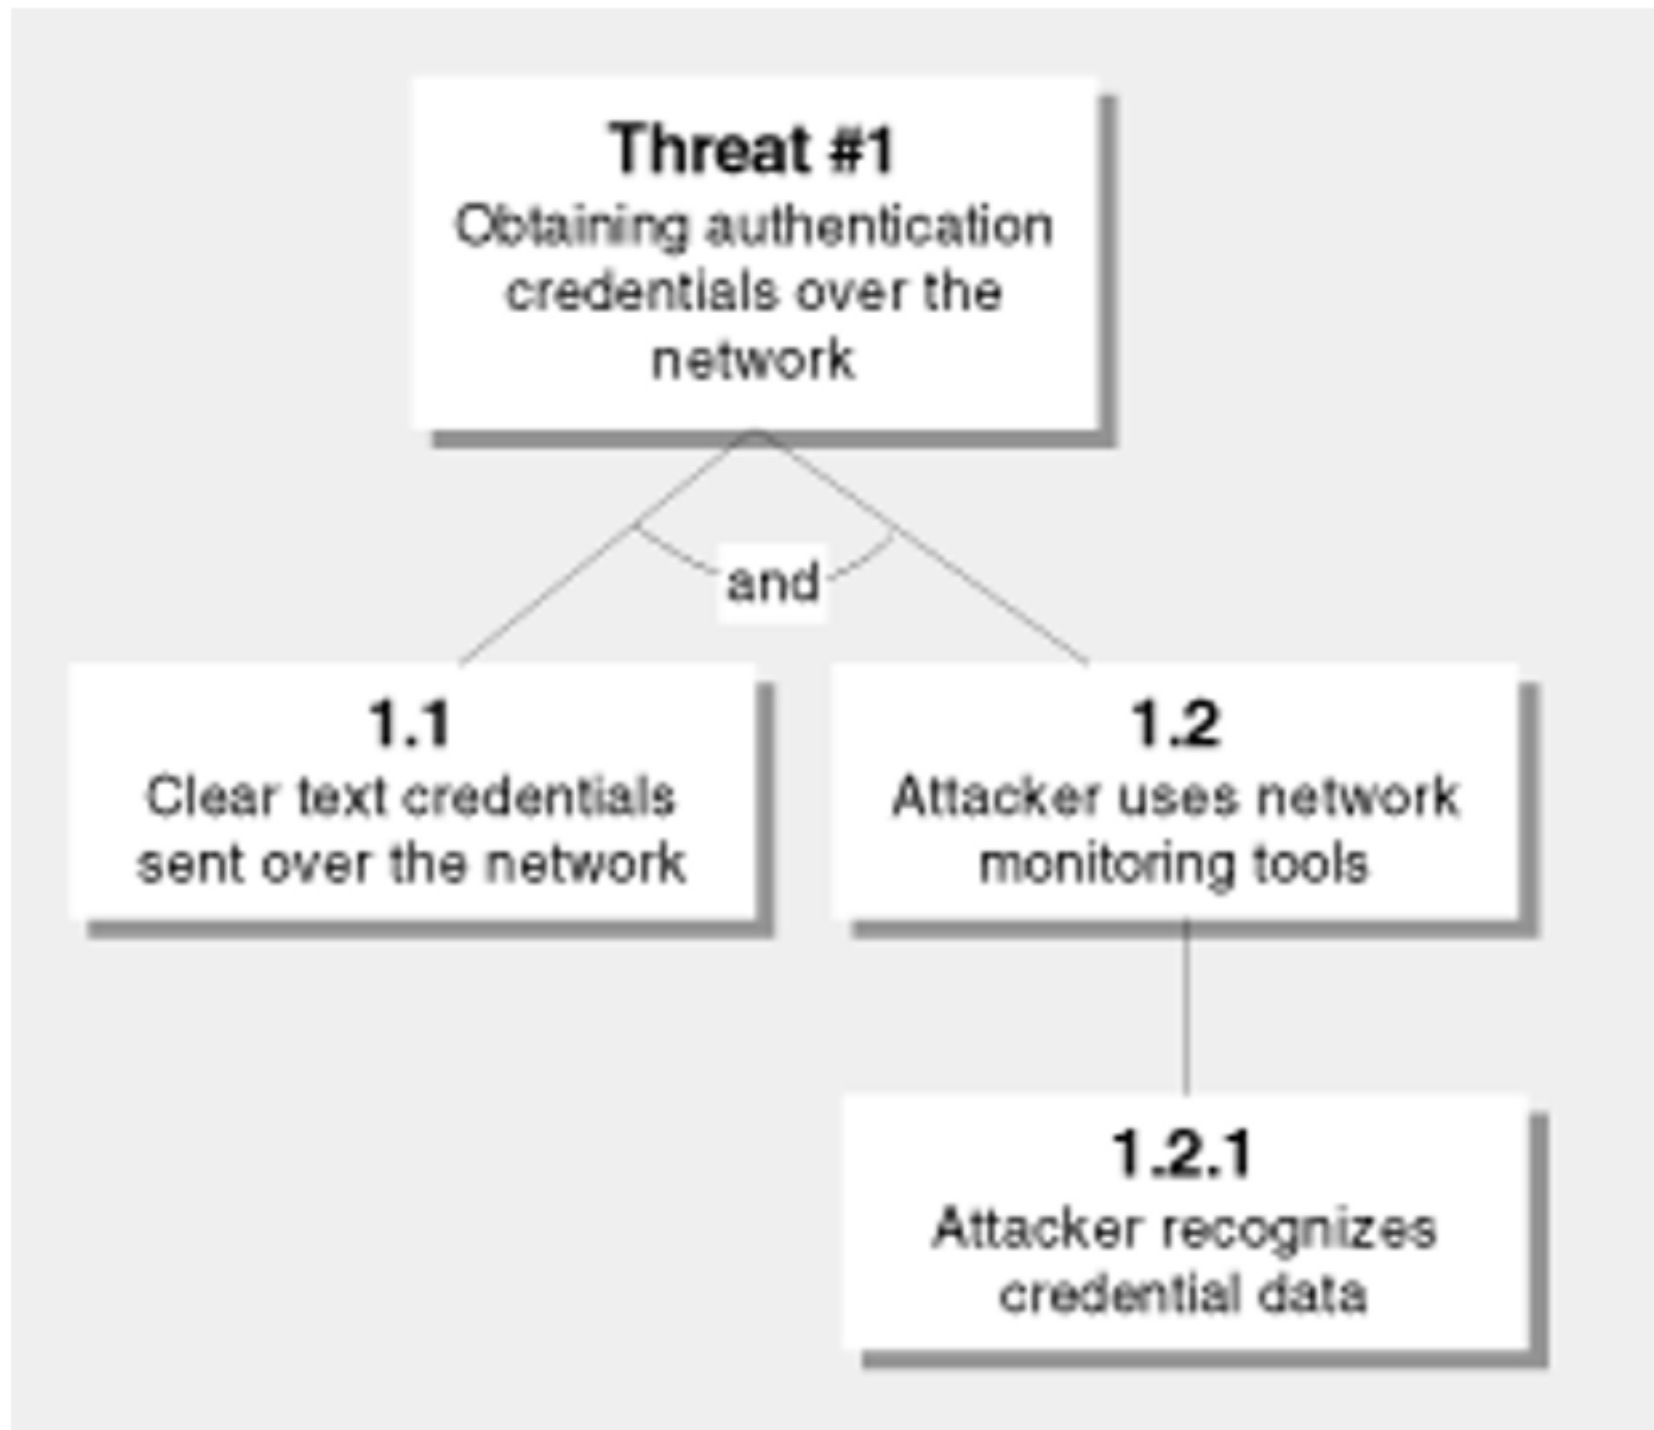 Threat #1
Obtaining authentication
credentials over the
network
and
1.1
Clear text credentials
sent over the network
1.2
Attacker uses network
monitoring tools
1.2.1
Attacker recognizes
credential data